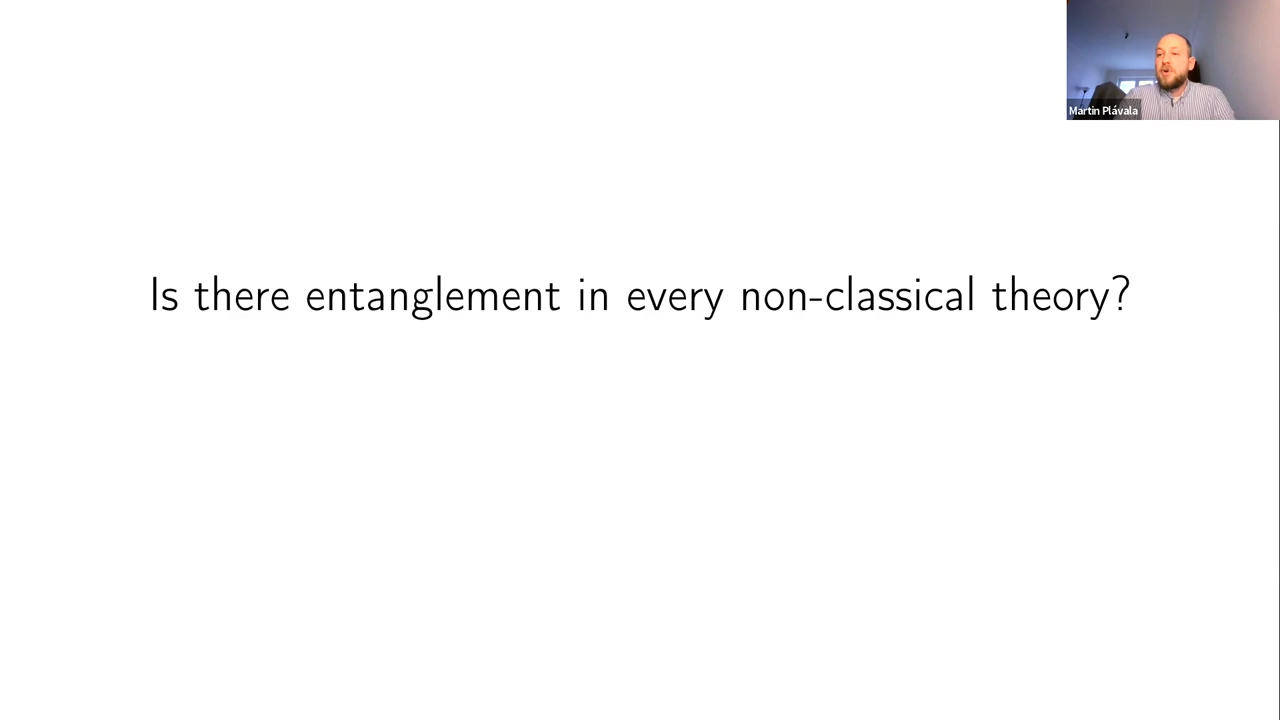 Martin Plávala
Is there entanglement in every non-classical theory?